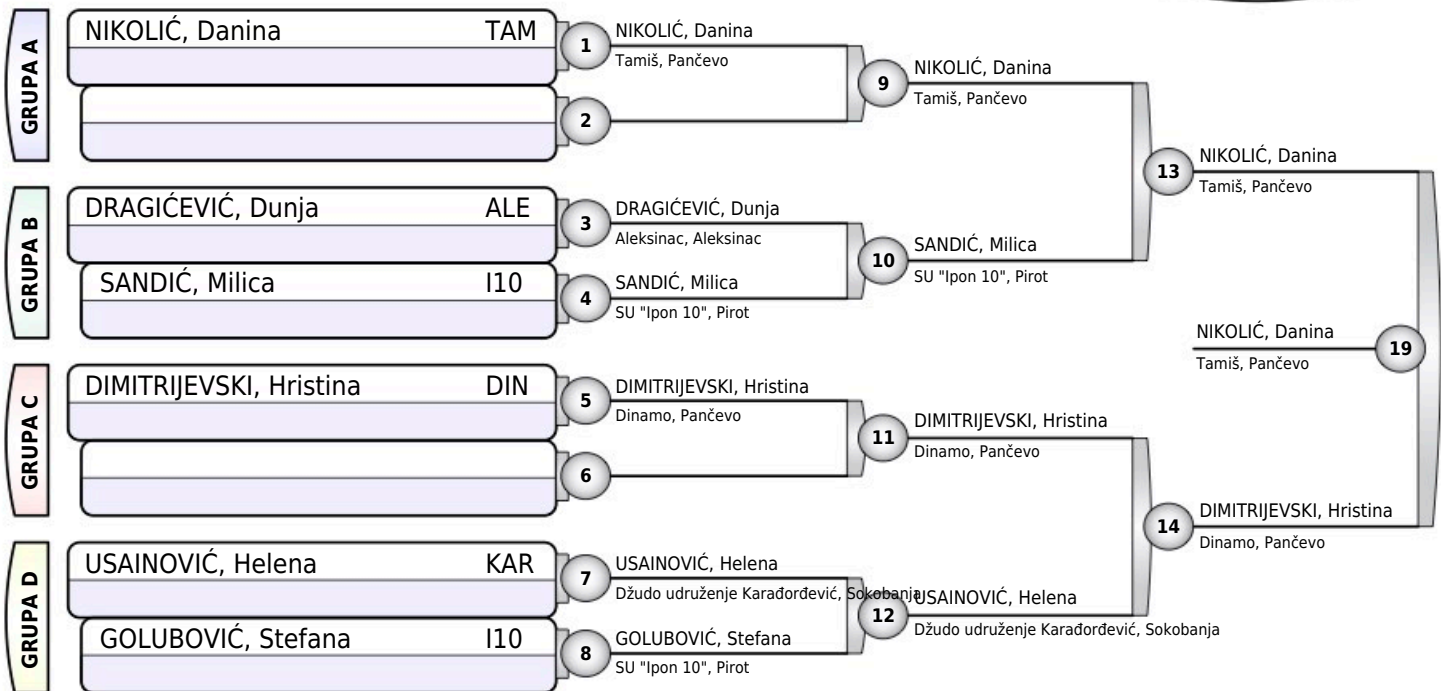 GRUPA A
NIKOLIĆ, Danina TAM
1
NIKOLIĆ, Danina
Tamiš, Pančevo
2
9
NIKOLIĆ, Danina
Tamiš, Pančevo
GRUPA B
DRAGIĆEVIĆ, Dunja ALE
SANDIĆ, Milica I10
3
DRAGIĆEVIĆ, Dunja
Aleksinac, Aleksinac
4
SANDIĆ, Milica
SU "Ipon 10", Pirot
10
SANDIĆ, Milica
SU "Ipon 10", Pirot
13
NIKOLIĆ, Danina
Tamiš, Pančevo
GRUPA C
DIMITRIJEVSKI, Hristina DIN
5
DIMITRIJEVSKI, Hristina
Dinamo, Pančevo
6
11
DIMITRIJEVSKI, Hristina
Dinamo, Pančevo
GRUPA D
USAINOVIĆ, Helena KAR
GOLUBOVIĆ, Stefana I10
7
USAINOVIĆ, Helena
Džudo udruženje Karađorđević, Sokobanja
8
GOLUBOVIĆ, Stefana
SU "Ipon 10", Pirot
12
USAINOVIĆ, Helena
Džudo udruženje Karađorđević, Sokobanja
14
DIMITRIJEVSKI, Hristina
Dinamo, Pančevo
NIKOLIĆ, Danina
Tamiš, Pančevo
19